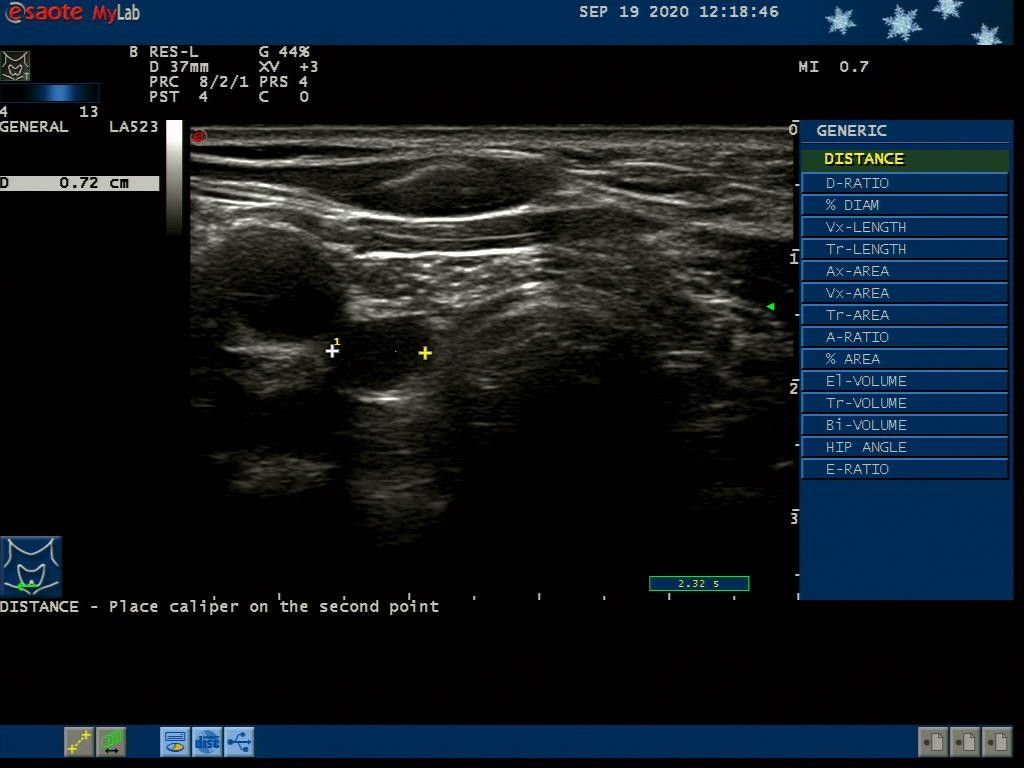 esaote MyLab
SEP 19 2020 12:18:46
B RES-L G 44%
D 37mm XV +3
PRC 8/2/1 PRS 4
PST 4 C 0
MI 0.7
4 13
GENERAL LA523
D 0.72 cm
0
1
2
3
1
GENERIC
DISTANCE
D-RATIO
% DIAM
Vx-LENGTH
Tr-LENGTH
Ax-AREA
Vx-AREA
Tr-AREA
A-RATIO
% AREA
El-VOLUME
Tr-VOLUME
Bi-VOLUME
HIP ANGLE
E-RATIO
2.32 s
DISTANCE - Place caliper on the second point
disc